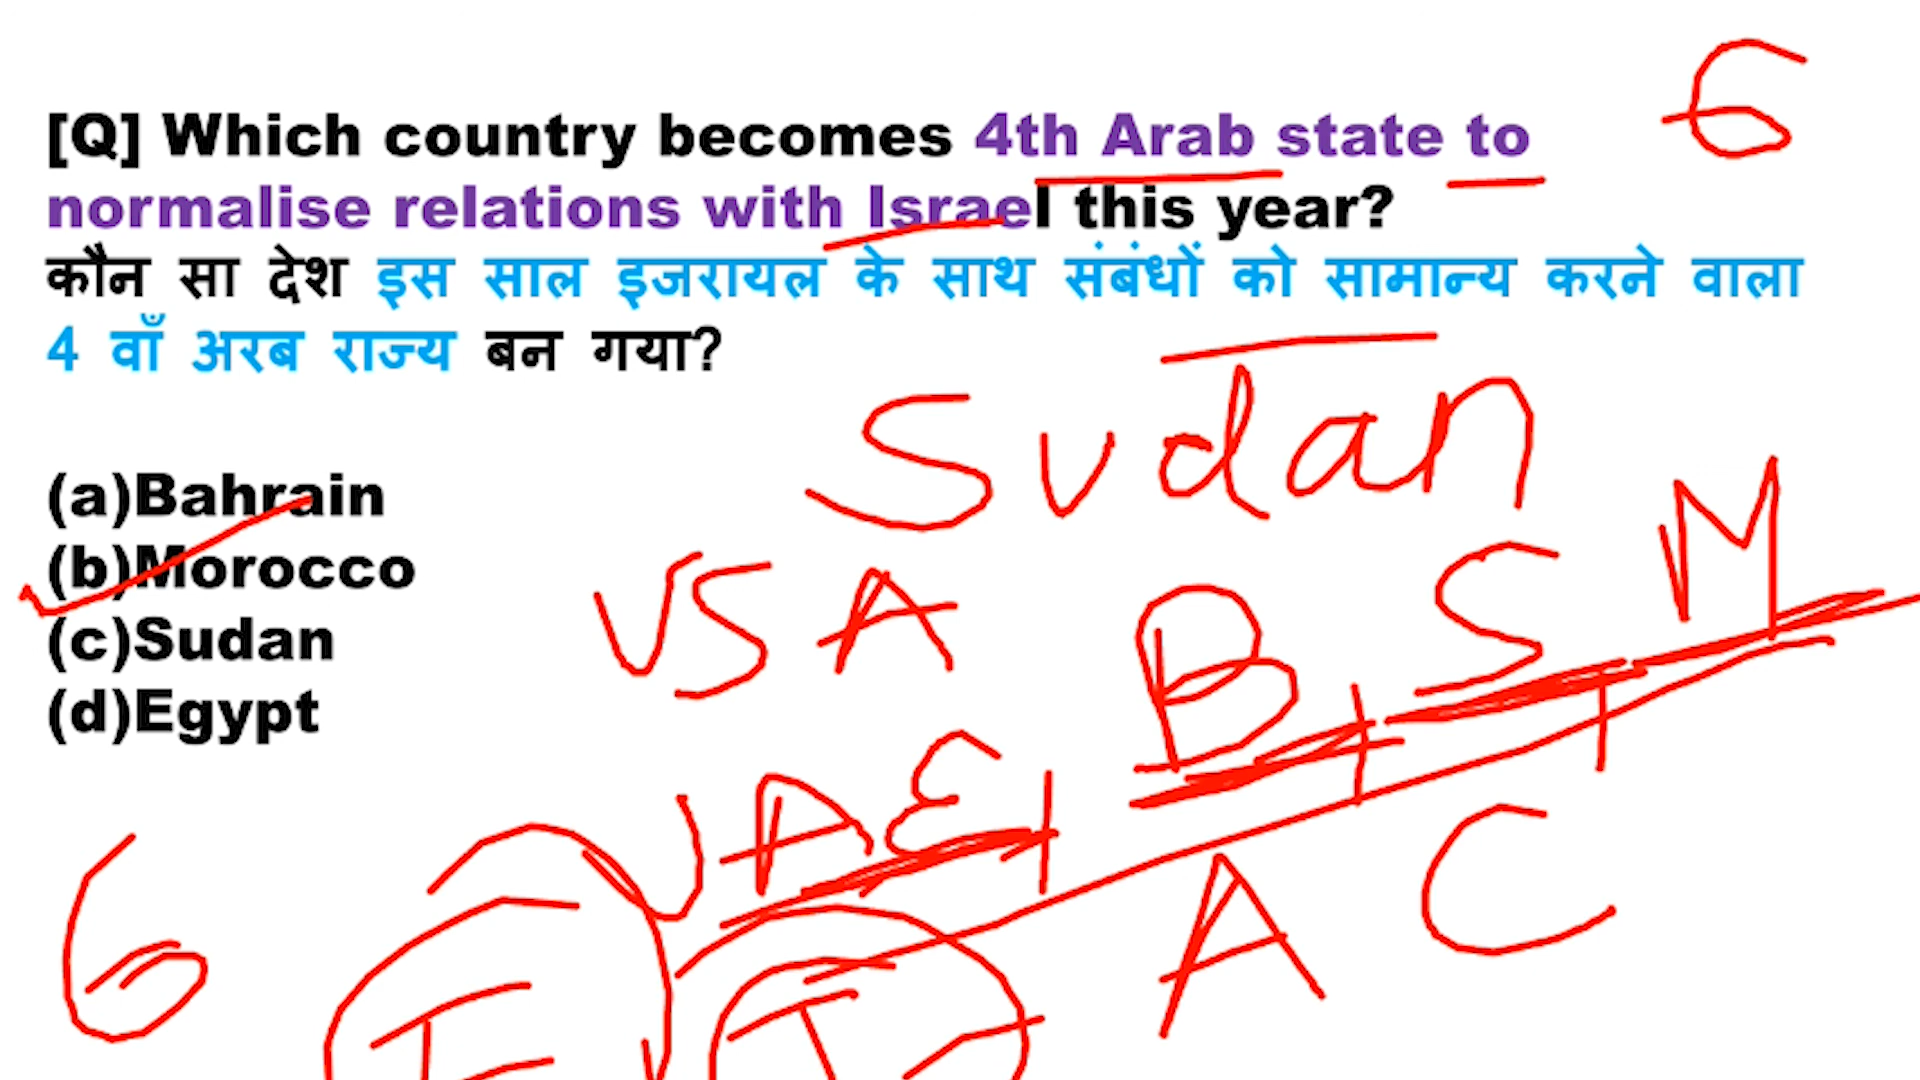 6
[Q] Which country becomes 4th Arab state to
normalise relations with Israel this year?
कौन सा देश इस साल इजरायल के साथ संबंधों को सामान्य करने वाला
4 वाँ अरब राज्य बन गया?
Sudan
(a)Bahrain
(b)Morocco
(c)Sudan
(d)Egypt
USA
B S M
UAE
A C
6